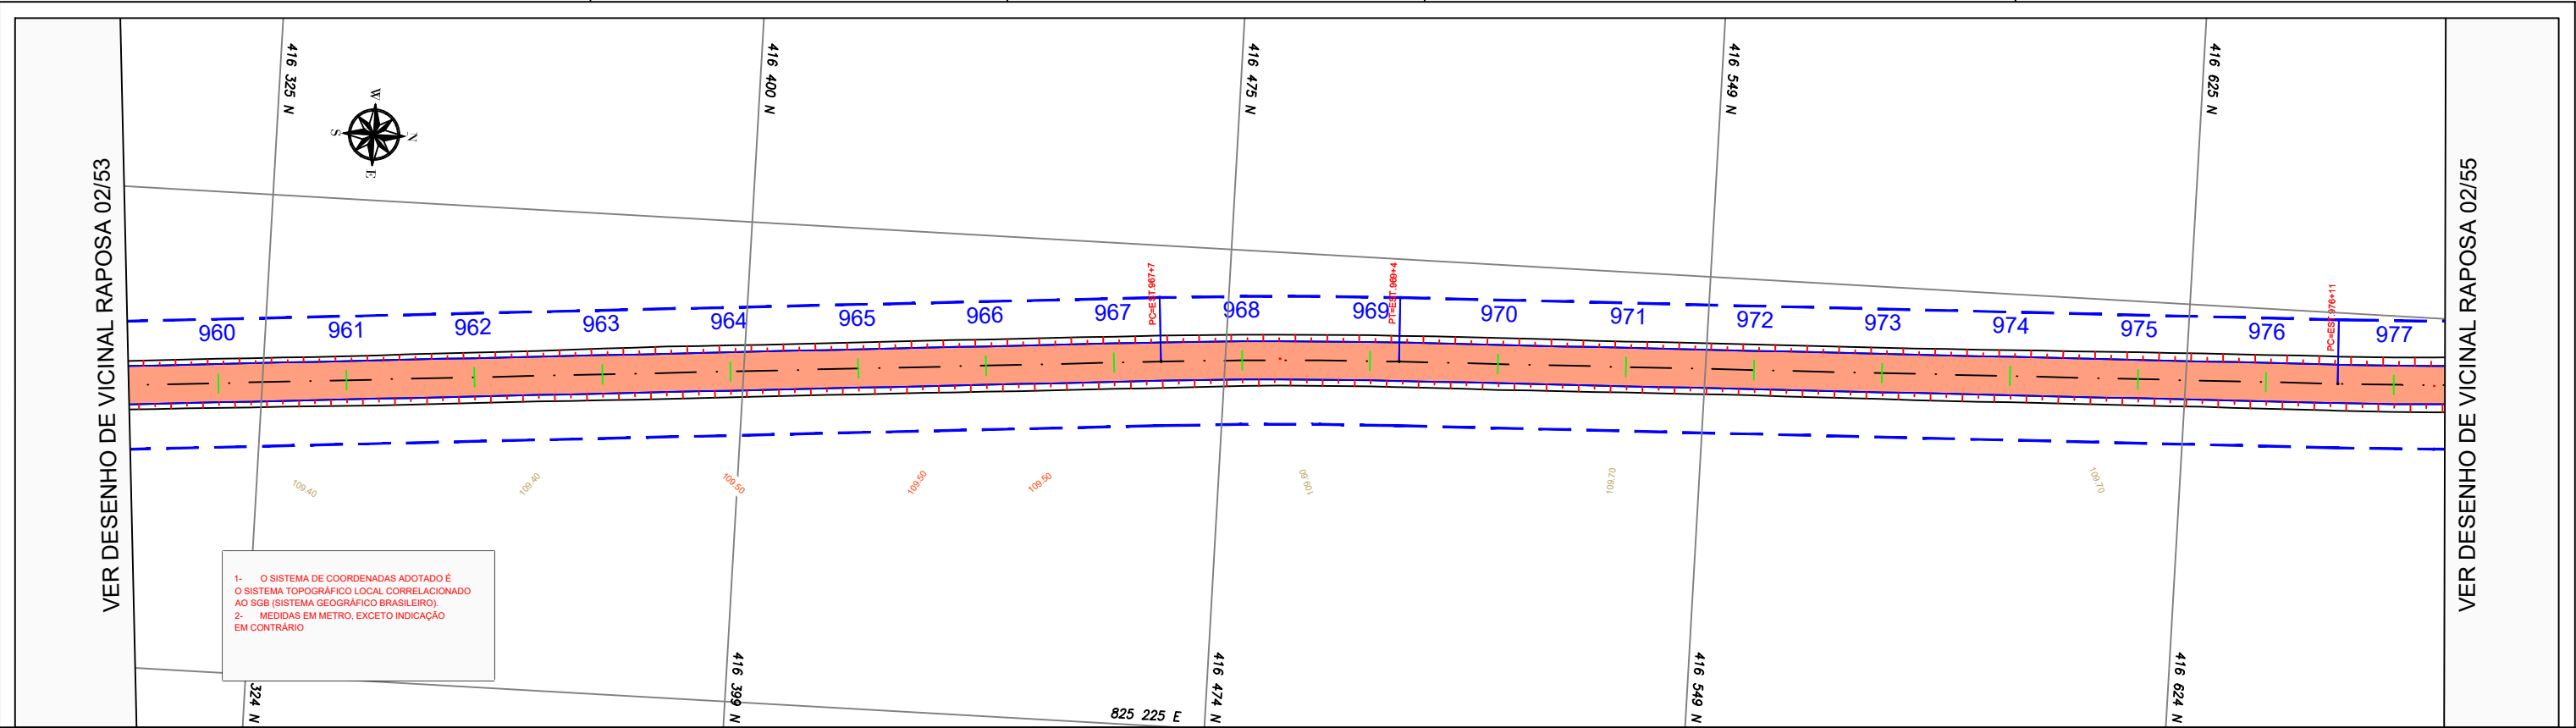 416 325 N
416 400 N
416 475 N
416 549 N
416 625 N
W
S
N
E
VER DESENHO DE VICINAL RAPOSA 02/53
VER DESENHO DE VICINAL RAPOSA 02/55
PC=EST.967+7
PT=EST.969+4
PC=EST.976+11
960
961
962
963
964
965
966
967
968
969
970
971
972
973
974
975
976
977
109.40
109.40
109.50
109.50
109.50
109.60
109.70
109.70
1- O SISTEMA DE COORDENADAS ADOTADO É
O SISTEMA TOPOGRÁFICO LOCAL CORRELACIONADO
AO SGB (SISTEMA GEOGRÁFICO BRASILEIRO).
2- MEDIDAS EM METRO, EXCETO INDICAÇÃO
EM CONTRÁRIO
324 N
416 399 N
416 474 N
416 549 N
416 624 N
825 225 E